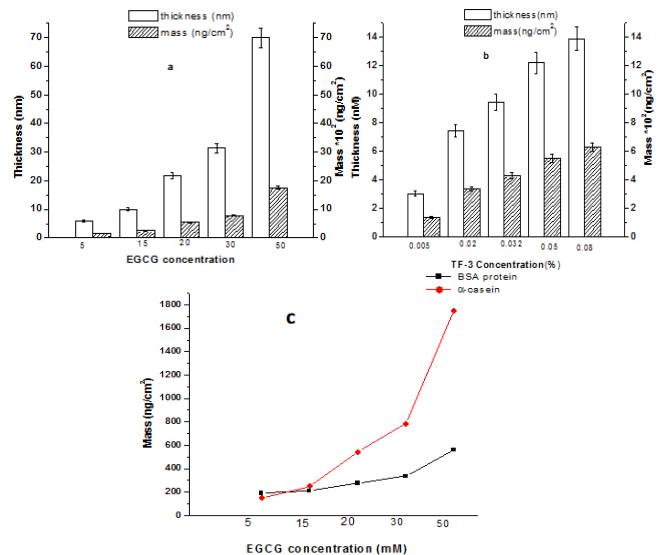 thickness (nm)
mass (ng/cm²)
a
Thickness (nm)
Mass *10² (ng/cm²)
70
60
50
40
30
20
10
0
70
60
50
40
30
20
10
0
5 15 20 30 50
EGCG concentration
thickness(nm)
mass(ng/cm²)
b
Thickness (nM)
Mass *10²(ng/cm²)
14
12
10
8
6
4
2
0
14
12
10
8
6
4
2
0
0.005 0.02 0.032 0.05 0.08
TF-3 Concentration(%)
BSA protein
α-casein
c
Mass (ng/cm²)
1800
1600
1400
1200
1000
800
600
400
200
0
5 15 20 30 50
EGCG concentration (mM)